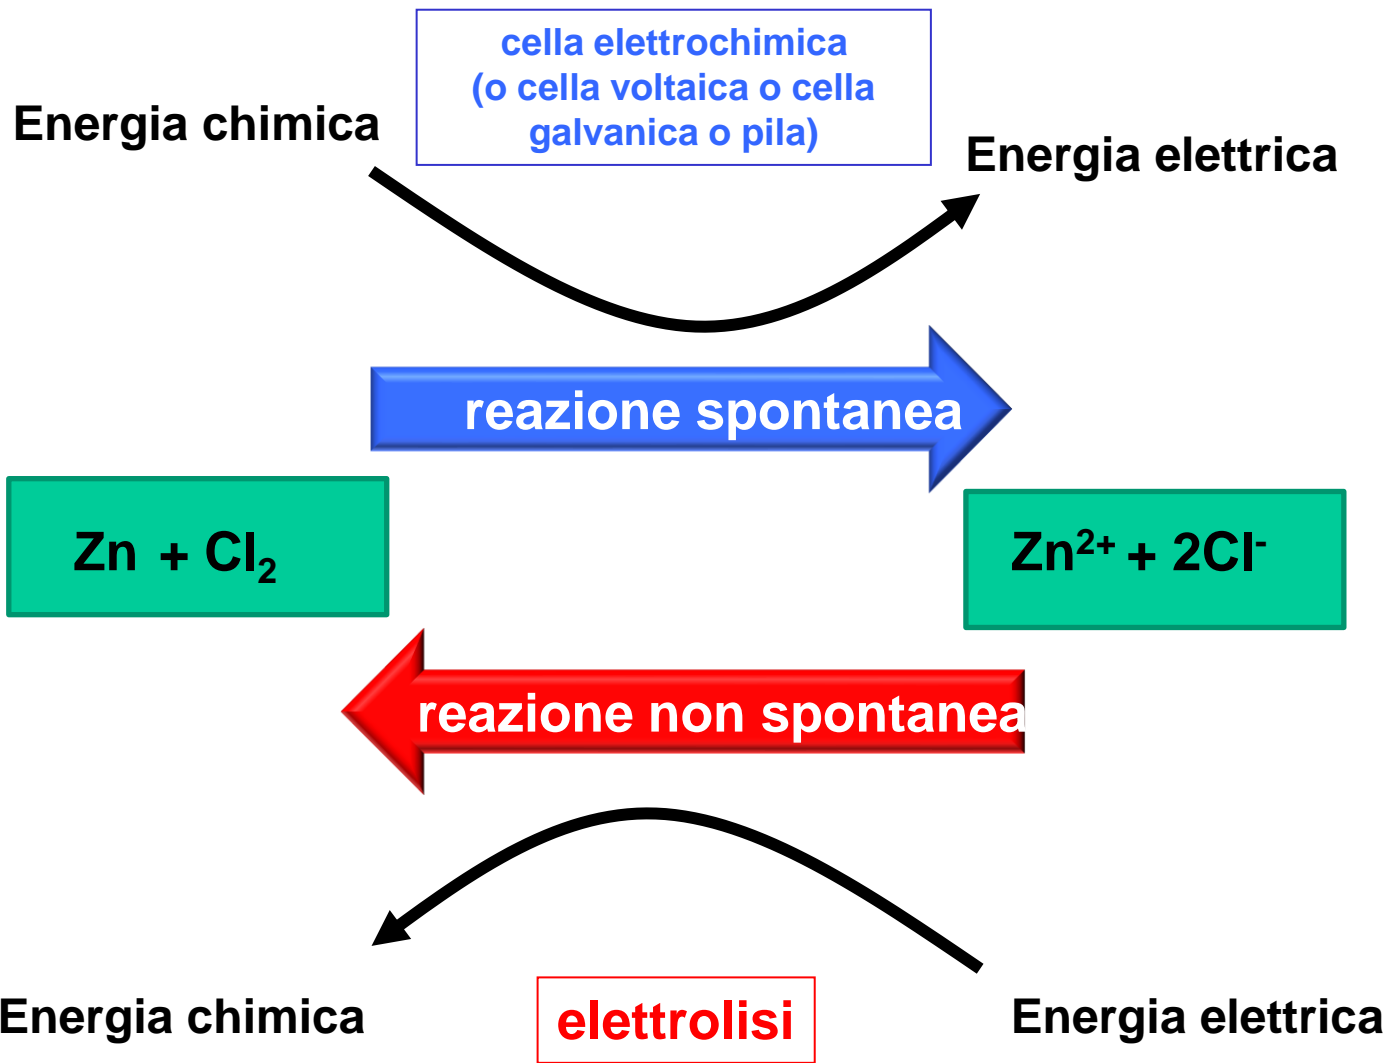 cella elettrochimica
(o cella voltaica o cella
galvanica o pila)
Energia chimica
Energia elettrica
reazione spontanea
Zn + Cl₂
Zn²⁺ + 2Cl⁻
reazione non spontanea
Energia chimica
elettrolisi
Energia elettrica